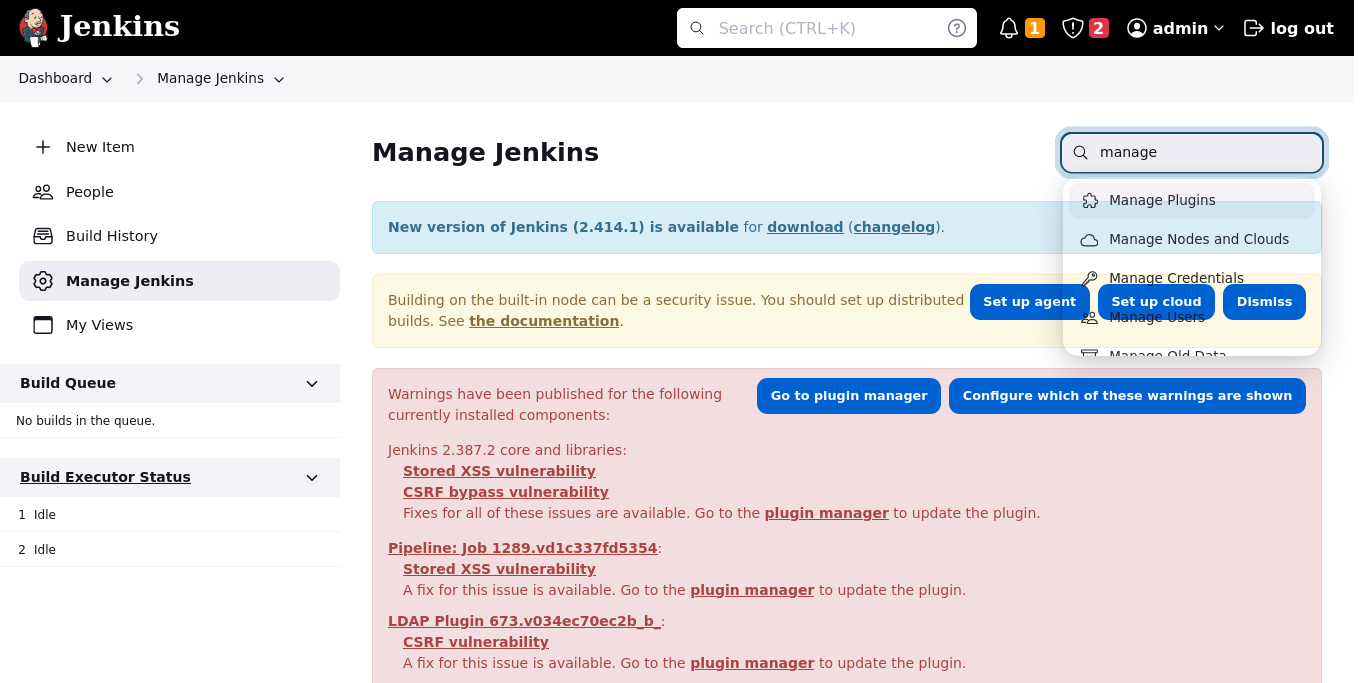 Jenkins
Search (CTRL+K)
1
2
admin
log out
Dashboard
Manage Jenkins
New Item
People
Build History
Manage Jenkins
My Views
Build Queue
No builds in the queue.
Build Executor Status
1 Idle
2 Idle
Manage Jenkins
manage
Manage Plugins
Manage Nodes and Clouds
Manage Credentials
Manage Users
Manage Old Data
New version of Jenkins (2.414.1) is available for download (changelog).
Building on the built-in node can be a security issue. You should set up distributed
builds. See the documentation.
Set up agent
Set up cloud
Dismiss
Warnings have been published for the following
currently installed components:
Go to plugin manager
Configure which of these warnings are shown
Jenkins 2.387.2 core and libraries:
Stored XSS vulnerability
CSRF bypass vulnerability
Fixes for all of these issues are available. Go to the plugin manager to update the plugin.
Pipeline: Job 1289.vd1c337fd5354:
Stored XSS vulnerability
A fix for this issue is available. Go to the plugin manager to update the plugin.
LDAP Plugin 673.v034ec70ec2b_b_:
CSRF vulnerability
A fix for this issue is available. Go to the plugin manager to update the plugin.